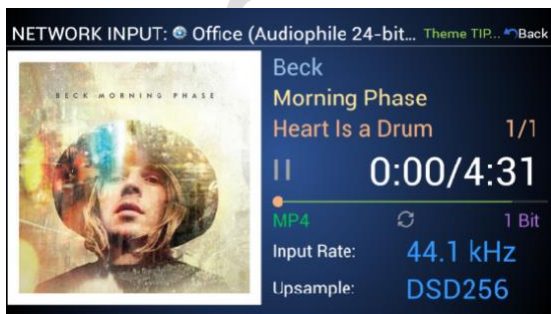 NETWORK INPUT: Office (Audiophile 24-bit... Theme TIP... Back
BECK MORNING PHASE
Beck
Morning Phase
Heart Is a Drum 1/1
0:00/4:31
MP4 1 Bit
Input Rate: 44.1 kHz
Upsample: DSD256